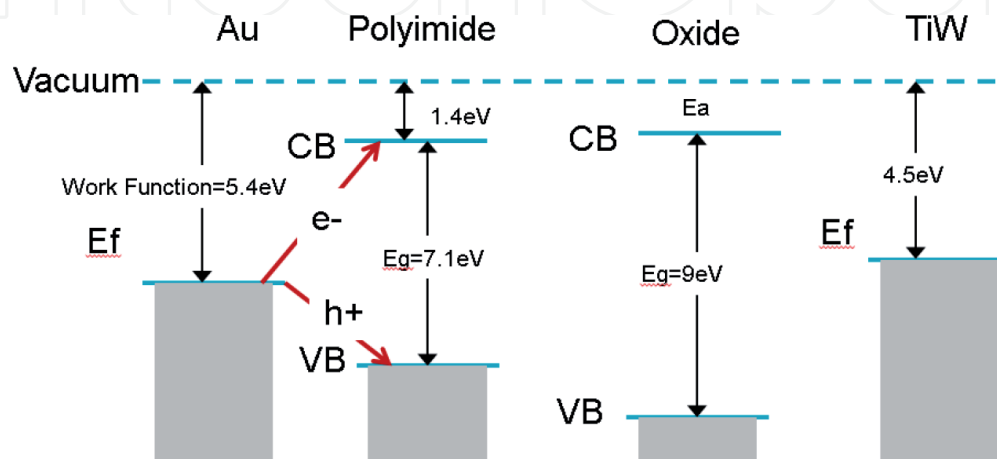 Au Polyimide Oxide TiW
Vacuum
1.4eV
Ea
CB
CB
Work Function=5.4eV
4.5eV
e-
Ef
Ef
Eg=7.1eV
Eg=9eV
h+
VB
VB